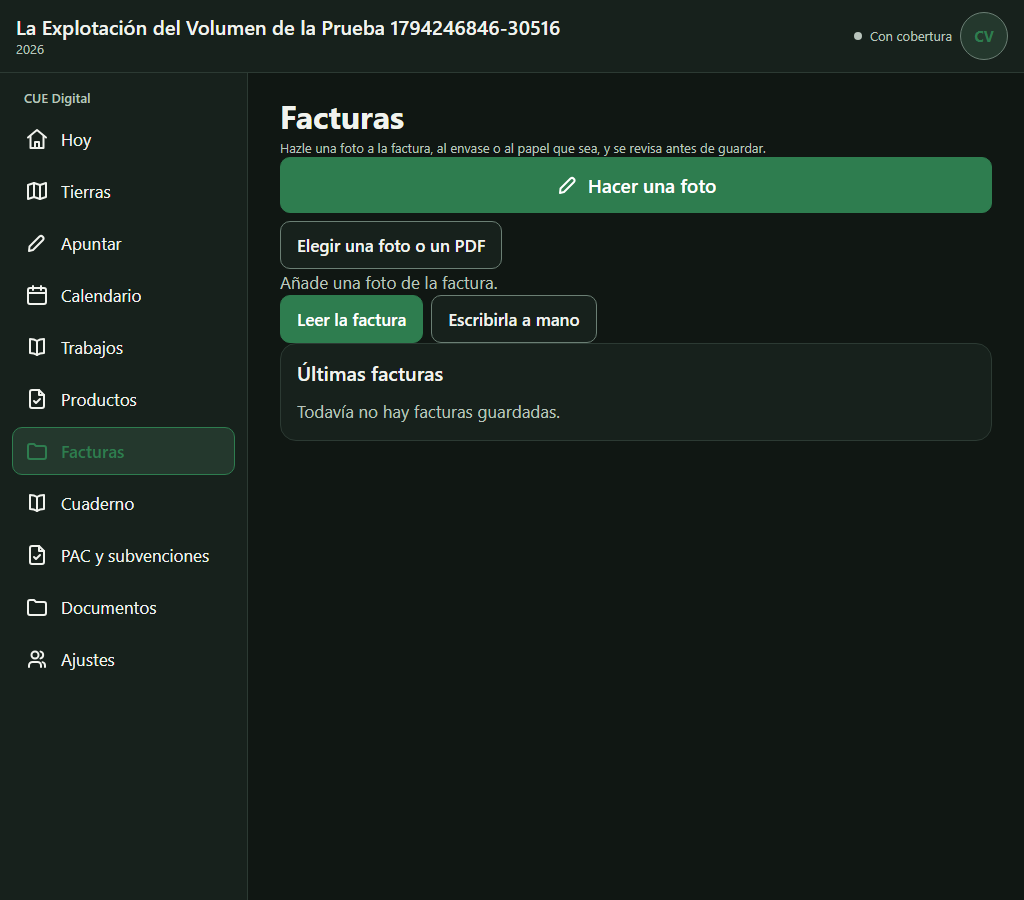 La Explotación del Volumen de la Prueba 1794246846-30516
2026
Con cobertura
CV
CUE Digital
Hoy
Tierras
Apuntar
Calendario
Trabajos
Productos
Facturas
Cuaderno
PAC y subvenciones
Documentos
Ajustes
Facturas
Hazle una foto a la factura, al envase o al papel que sea, y se revisa antes de guardar.
Hacer una foto
Elegir una foto o un PDF
Añade una foto de la factura.
Leer la factura
Escribirla a mano
Últimas facturas
Todavía no hay facturas guardadas.